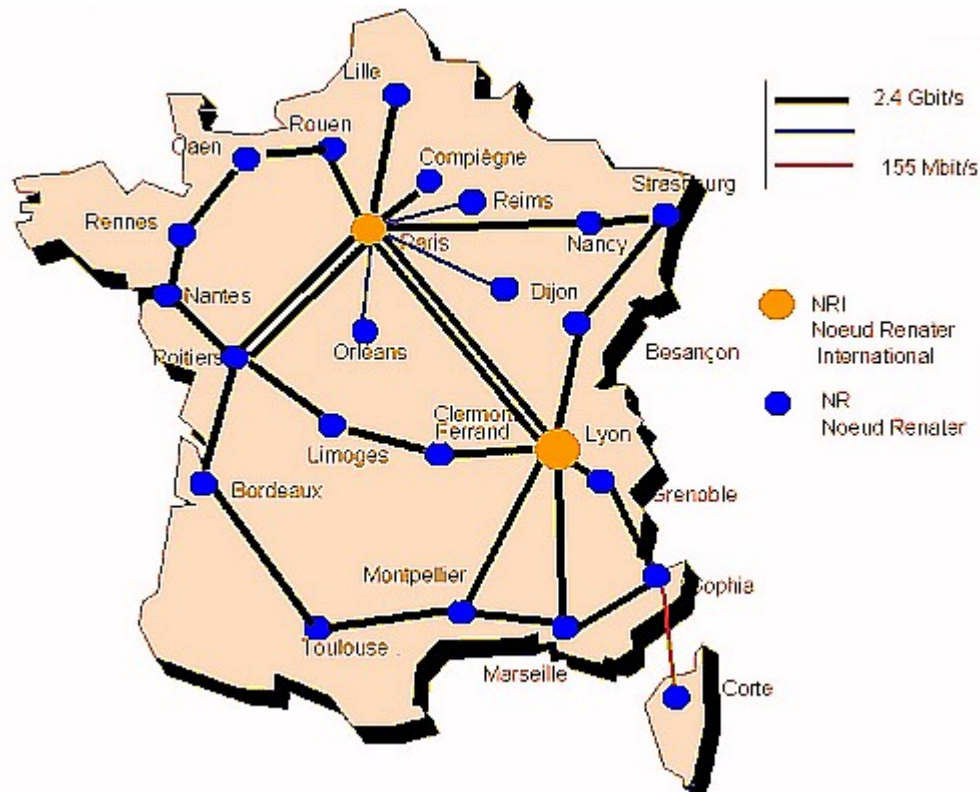 Lille
2.4 Gbit/s
Rouen
Caen
Compiègne
155 Mbit/s
Strasbourg
Reims
Rennes
Paris
Nancy
Nantes
Dijon
NRI
Noeud Renater
International
Orléans
Poitiers
Besançon
NR
Noeud Renater
Clermont
Ferrand
Lyon
Limoges
Bordeaux
Grenoble
Montpellier
Sophia
Toulouse .
Marseille
Corte